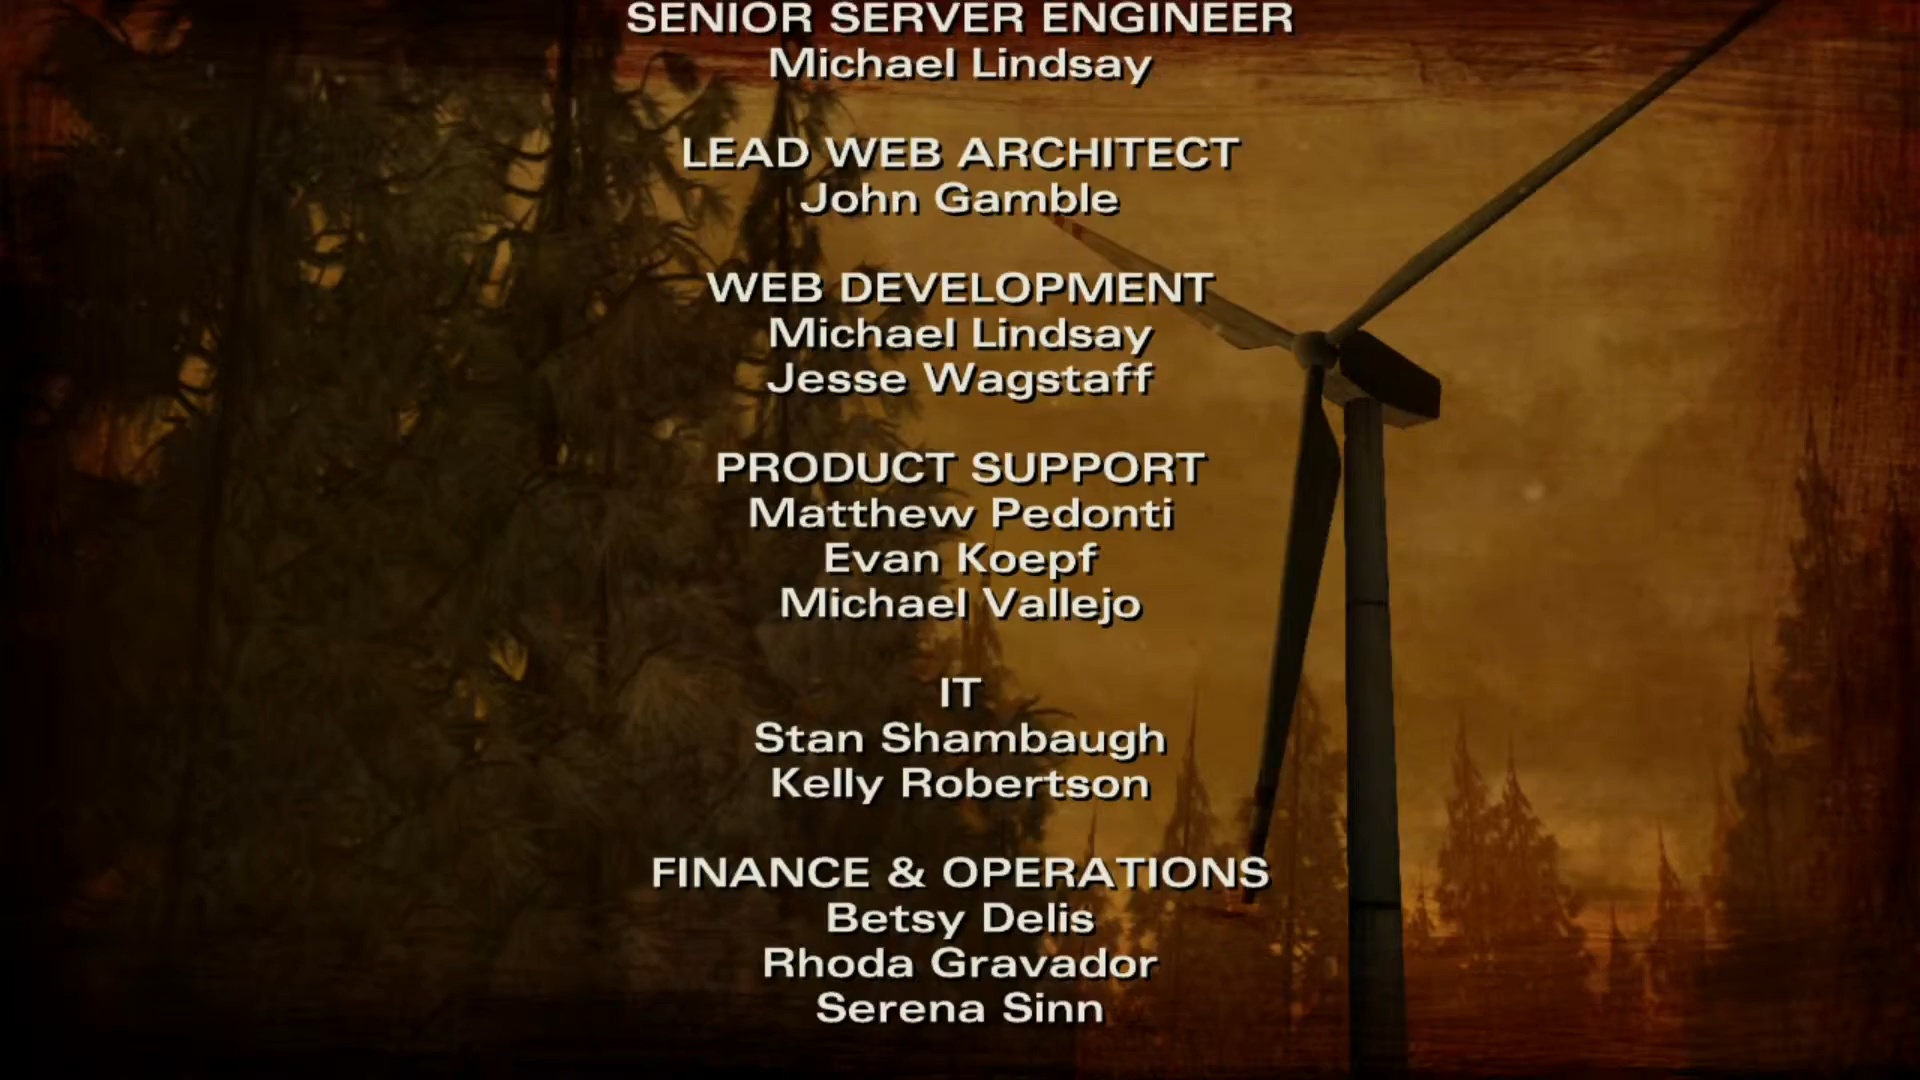 SENIOR SERVER ENGINEER
Michael Lindsay
LEAD WEB ARCHITECT
John Gamble
WEB DEVELOPMENT
Michael Lindsay
Jesse Wagstaff
PRODUCT SUPPORT
Matthew Pedonti
Evan Koepf
Michael Vallejo
IT
Stan Shambaugh
Kelly Robertson
FINANCE & OPERATIONS
Betsy Delis
Rhoda Gravador
Serena Sinn